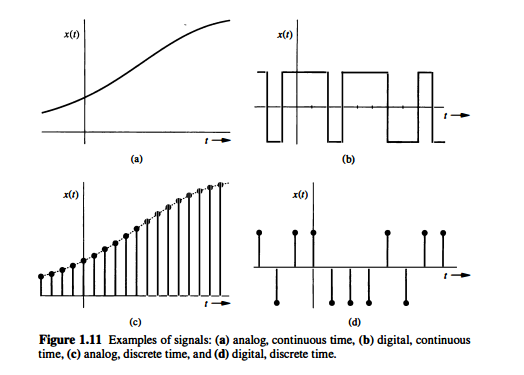 x(t)
x(t)
t
t
(a)
(b)
x(t)
x(t)
t
t
(c)
(d)
Figure 1.11 Examples of signals: (a) analog, continuous time, (b) digital, continuous
time, (c) analog, discrete time, and (d) digital, discrete time.